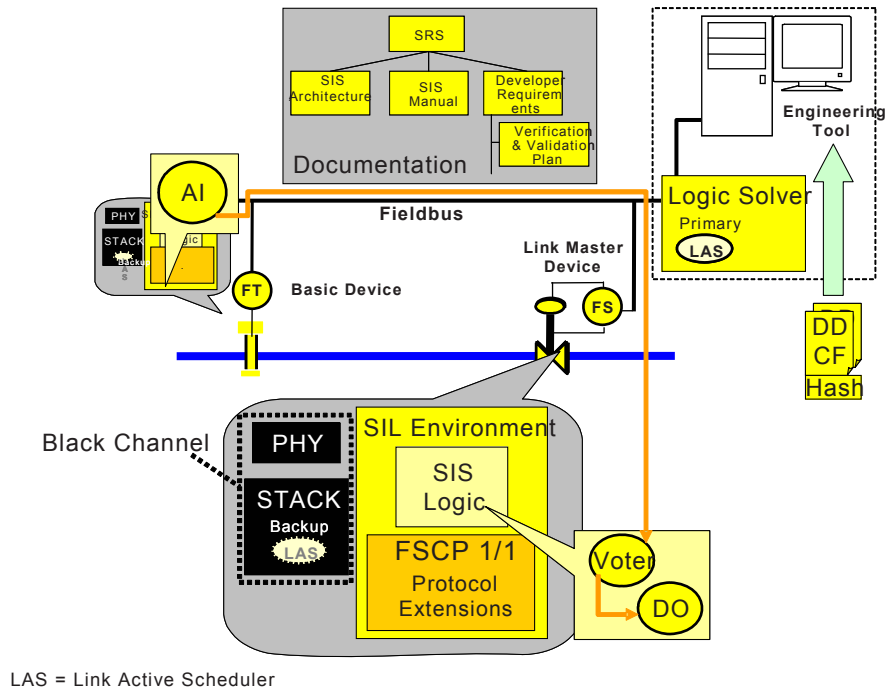 SRS
SIS
Architecture
SIS
Manual
Developer
Requirem
ents
Verification
& Validation
Plan
Documentation
Engineering
Tool
AI
PHY
S
STACK
Backup
Fieldbus
Logic Solver
Primary
LAS
Link Master
Device
FT
Basic Device
FS
DD
CF
Hash
Black Channel
PHY
SIL Environment
SIS
Logic
STACK
Backup
LAS
FSCP 1/1
Protocol
Extensions
Voter
DO
LAS = Link Active Scheduler